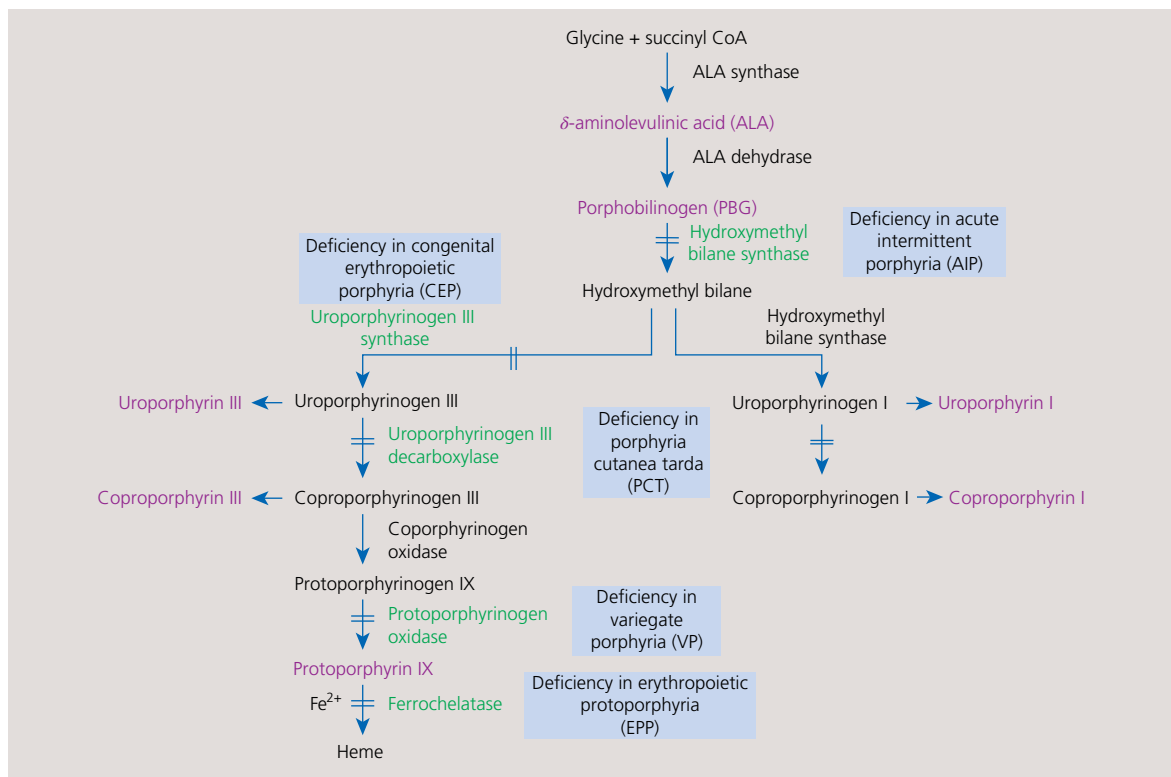 Glycine + succinyl CoA
ALA synthase
δ-aminolevulinic acid (ALA)
ALA dehydrase
Porphobilinogen (PBG)
Hydroxymethyl
bilane synthase
Deficiency in acute
intermittent
porphyria (AIP)
Deficiency in congenital
erythropoietic
porphyria (CEP)
Hydroxymethyl bilane
Uroporphyrinogen III
synthase
Hydroxymethyl
bilane synthase
Uroporphyrin III
Uroporphyrinogen III
Uroporphyrinogen I
Uroporphyrin I
Uroporphyrinogen III
decarboxylase
Deficiency in
porphyria
cutanea tarda
(PCT)
Coproporphyrin III
Coproporphyrinogen III
Coproporphyrinogen I
Coproporphyrin I
Coporphyrinogen
oxidase
Protoporphyrinogen IX
Protoporphyrinogen
oxidase
Deficiency in
variegate
porphyria (VP)
Protoporphyrin IX
Fe2+
Ferrochelatase
Deficiency in erythropoietic
protoporphyria
(EPP)
Heme